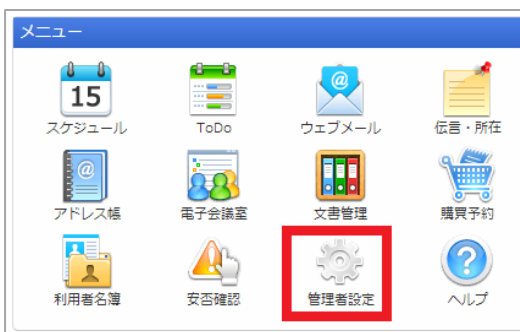 メニュー
15
スケジュール
ToDo
@
ウェブメール
伝言・所在
@
アドレス帳
電子会議室
文書管理
購買予約
利用者名簿
安否確認
管理者設定
?
ヘルプ